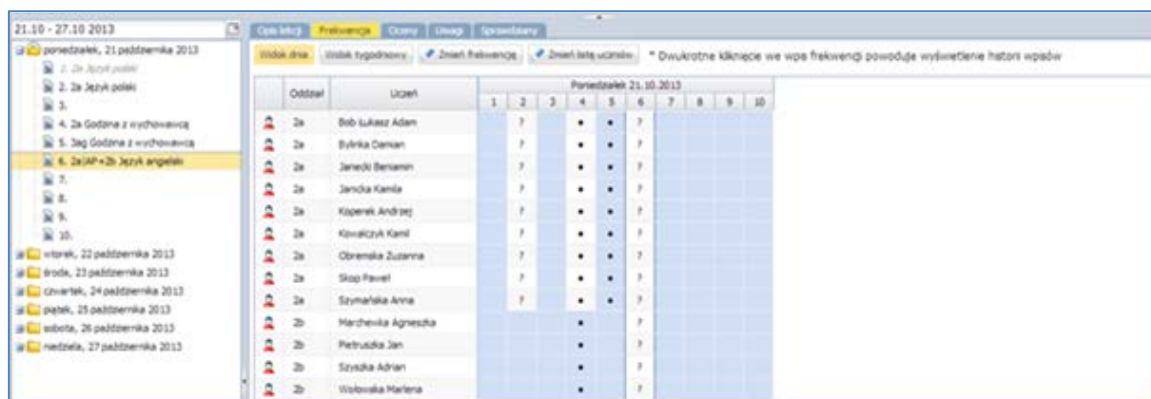 21.10 - 27.10 2013
poniedziałek, 21 października 2013
1. 2a Język polski
2. 2a Język polski
3.
4. 2a Godzina z wychowawcą
5. 3ag Godzina z wychowawcą
6. 2a|AP+2b Język angielski
7.
8.
9.
10.
wtorek, 22 października 2013
środa, 23 października 2013
czwartek, 24 października 2013
piątek, 25 października 2013
sobota, 26 października 2013
niedziela, 27 października 2013
Opis lekcji Frekwencja Oceny Uwagi Sprawdziany
Widok dnia Widok tygodniowy Zmień frekwencję Zmień listę uczniów * Dwukrotne kliknięcie we wpis frekwencji powoduje wyświetlenie historii wpisów
Oddział Uczeń Poniedziałek 21.10.2013
1 2 3 4 5 6 7 8 9 10
2a Bob Łukasz Adam ? • • ?
2a Bylinka Damian ? • • ?
2a Janecki Beniamin ? • • ?
2a Janicka Kamila ? • • ?
2a Koperek Andrzej ? • • ?
2a Kowalczyk Kamil ? • • ?
2a Obremska Zuzanna ? • • ?
2a Skop Paweł ? • • ?
2a Szymańska Anna ? • • ?
2b Marchewka Agnieszka • ?
2b Pietruszka Jan • ?
2b Szyszka Adrian • ?
2b Wołowska Marlena • ?